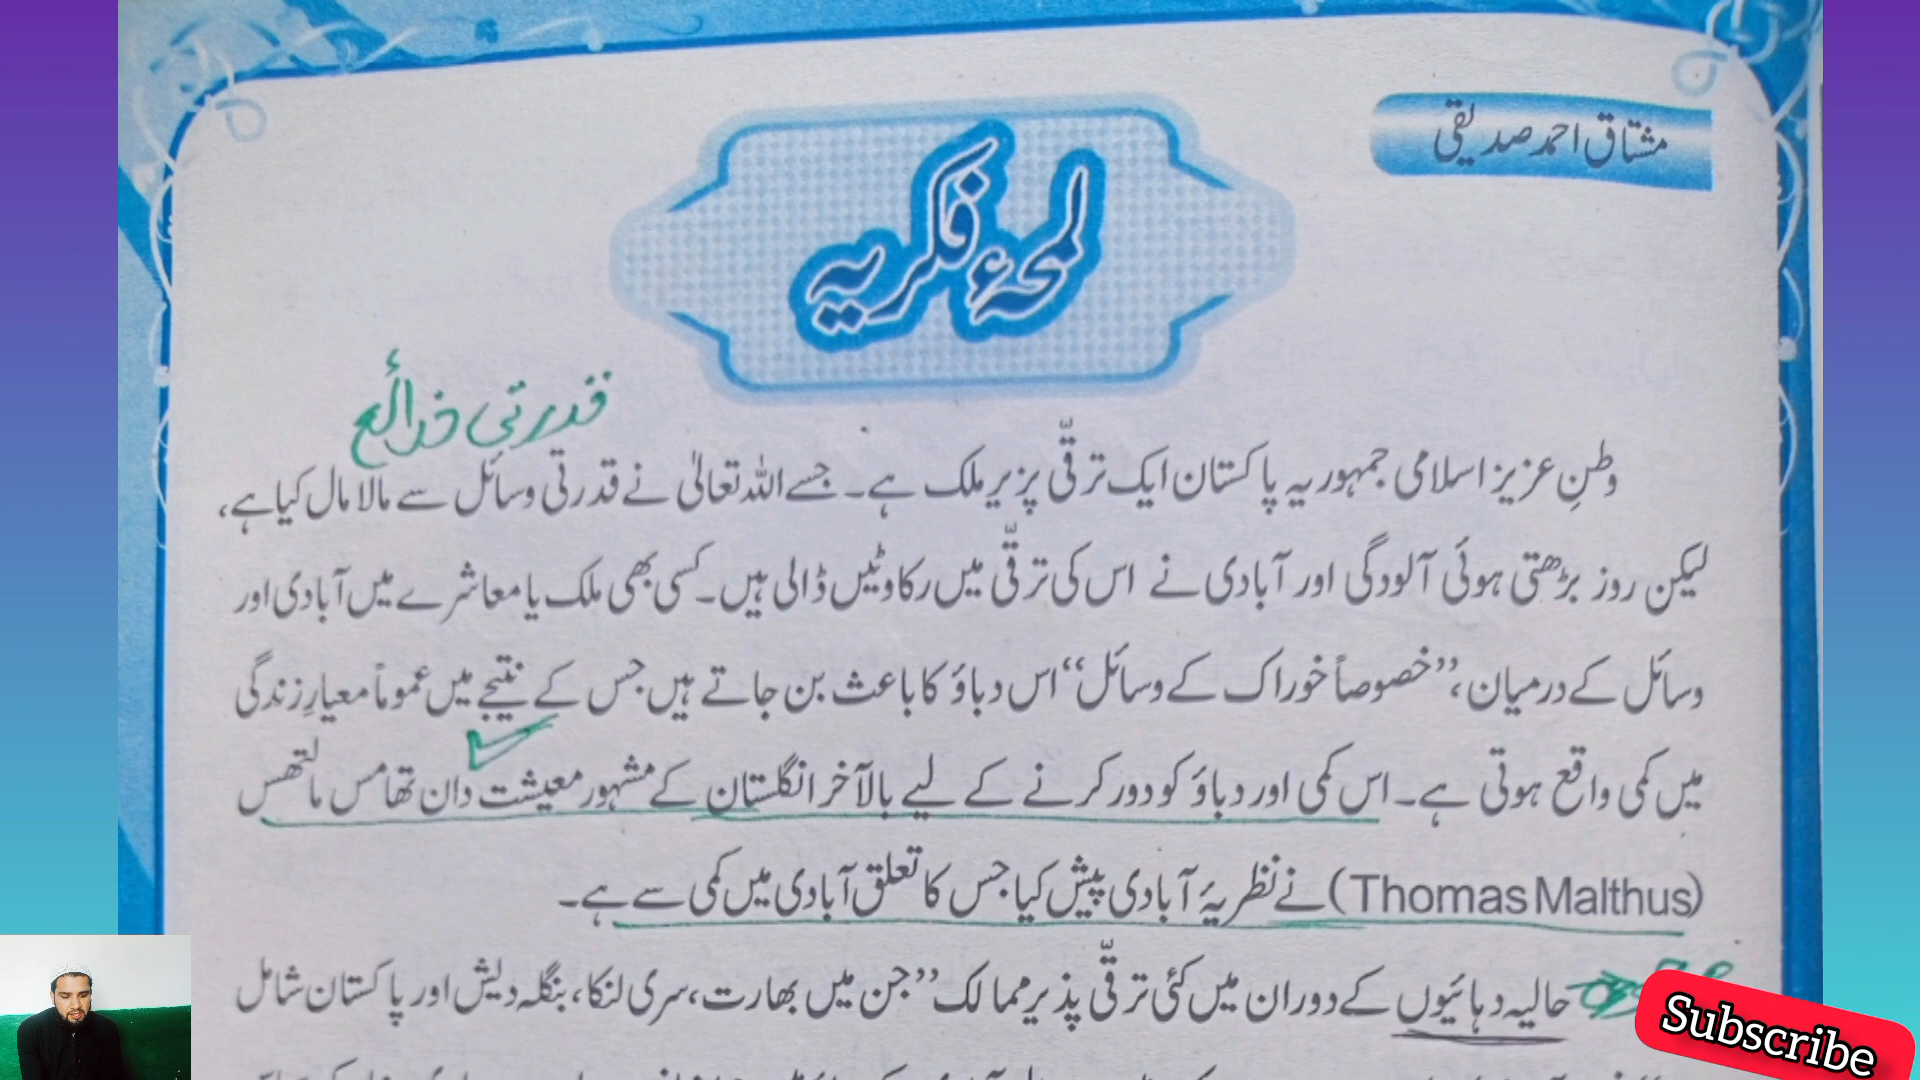 مشتاق احمد صدیقی
لمحۂ فکریہ
قدرتی ذرائع
وطنِ عزیز اسلامی جمہوریہ پاکستان ایک ترقّی پزیر ملک ہے۔ جسے اللہ تعالیٰ نے قدرتی وسائل سے مالا مال کیا ہے،
لیکن روز بڑھتی ہوئی آلودگی اور آبادی نے اس کی ترقّی میں رکاوٹیں ڈالی ہیں۔ کسی بھی ملک یا معاشرے میں آبادی اور
وسائل کے درمیان، ”خصوصاً خوراک کے وسائل“ اس دباؤ کا باعث بن جاتے ہیں جس کے نتیجے میں عموماً معیارِ زندگی
میں کمی واقع ہوتی ہے۔ اس کمی اور دباؤ کو دور کرنے کے لیے بالآخر انگلستان کے مشہور معیشت دان تھامس مالتھس
(Thomas Malthus) نے نظریۂ آبادی پیش کیا جس کا تعلق آبادی میں کمی سے ہے۔
حالیہ دہائیوں کے دوران میں کئی ترقّی پذیر ممالک ”جن میں بھارت، سری لنکا، بنگلہ دیش اور پاکستان شامل
Subscribe